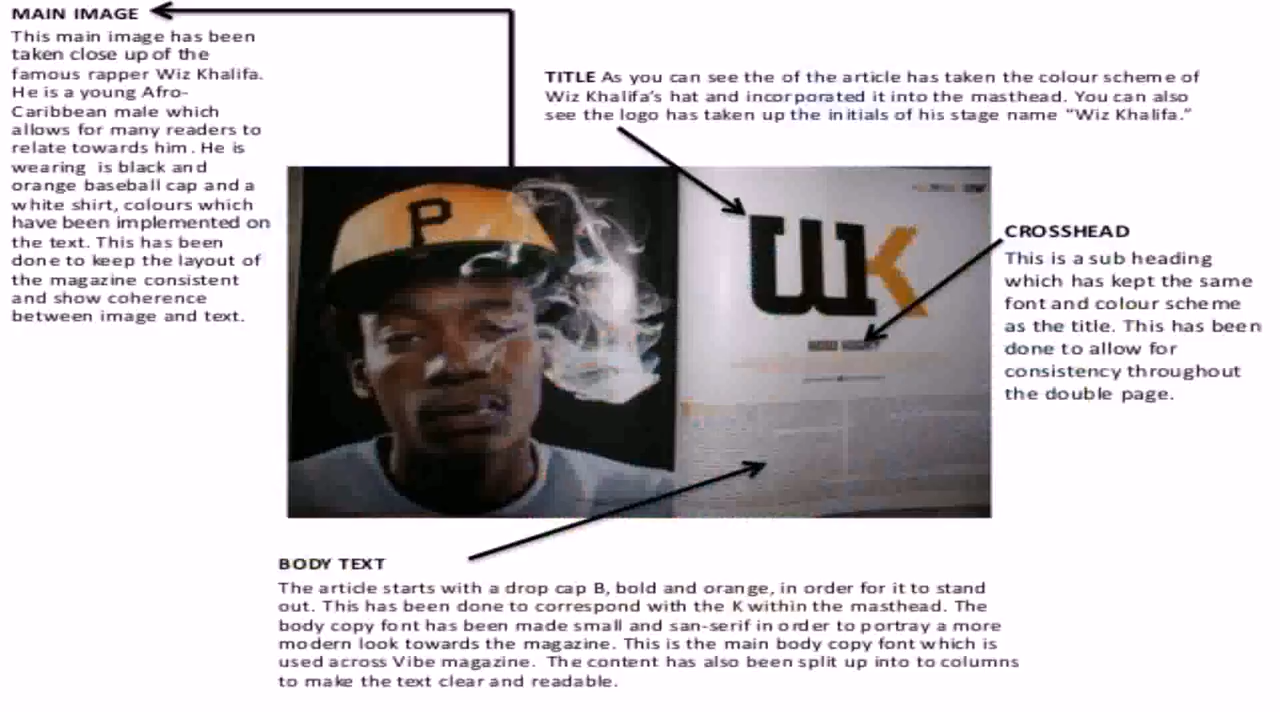 MAIN IMAGE
This main image has been
taken close up of the
famous rapper Wiz Khalifa.
He is a young Afro-
Caribbean male which
allows for many readers to
relate towards him. He is
wearing is black and
orange baseball cap and a
white shirt, colours which
have been implemented on
the text. This has been
done to keep the layout of
the magazine consistent
and show coherence
between image and text.
TITLE As you can see the of the article has taken the colour scheme of
Wiz Khalifa's hat and incorporated it into the masthead. You can also
see the logo has taken up the initials of his stage name "Wiz Khalifa."
P
WK
CROSSHEAD
This is a sub heading
which has kept the same
font and colour scheme
as the title. This has been
done to allow for
consistency throughout
the double page.
BODY TEXT
The article starts with a drop cap B, bold and orange, in order for it to stand
out. This has been done to correspond with the K within the masthead. The
body copy font has been made small and san-serif in order to portray a more
modern look towards the magazine. This is the main body copy font which is
used across Vibe magazine. The content has also been split up into to columns
to make the text clear and readable.